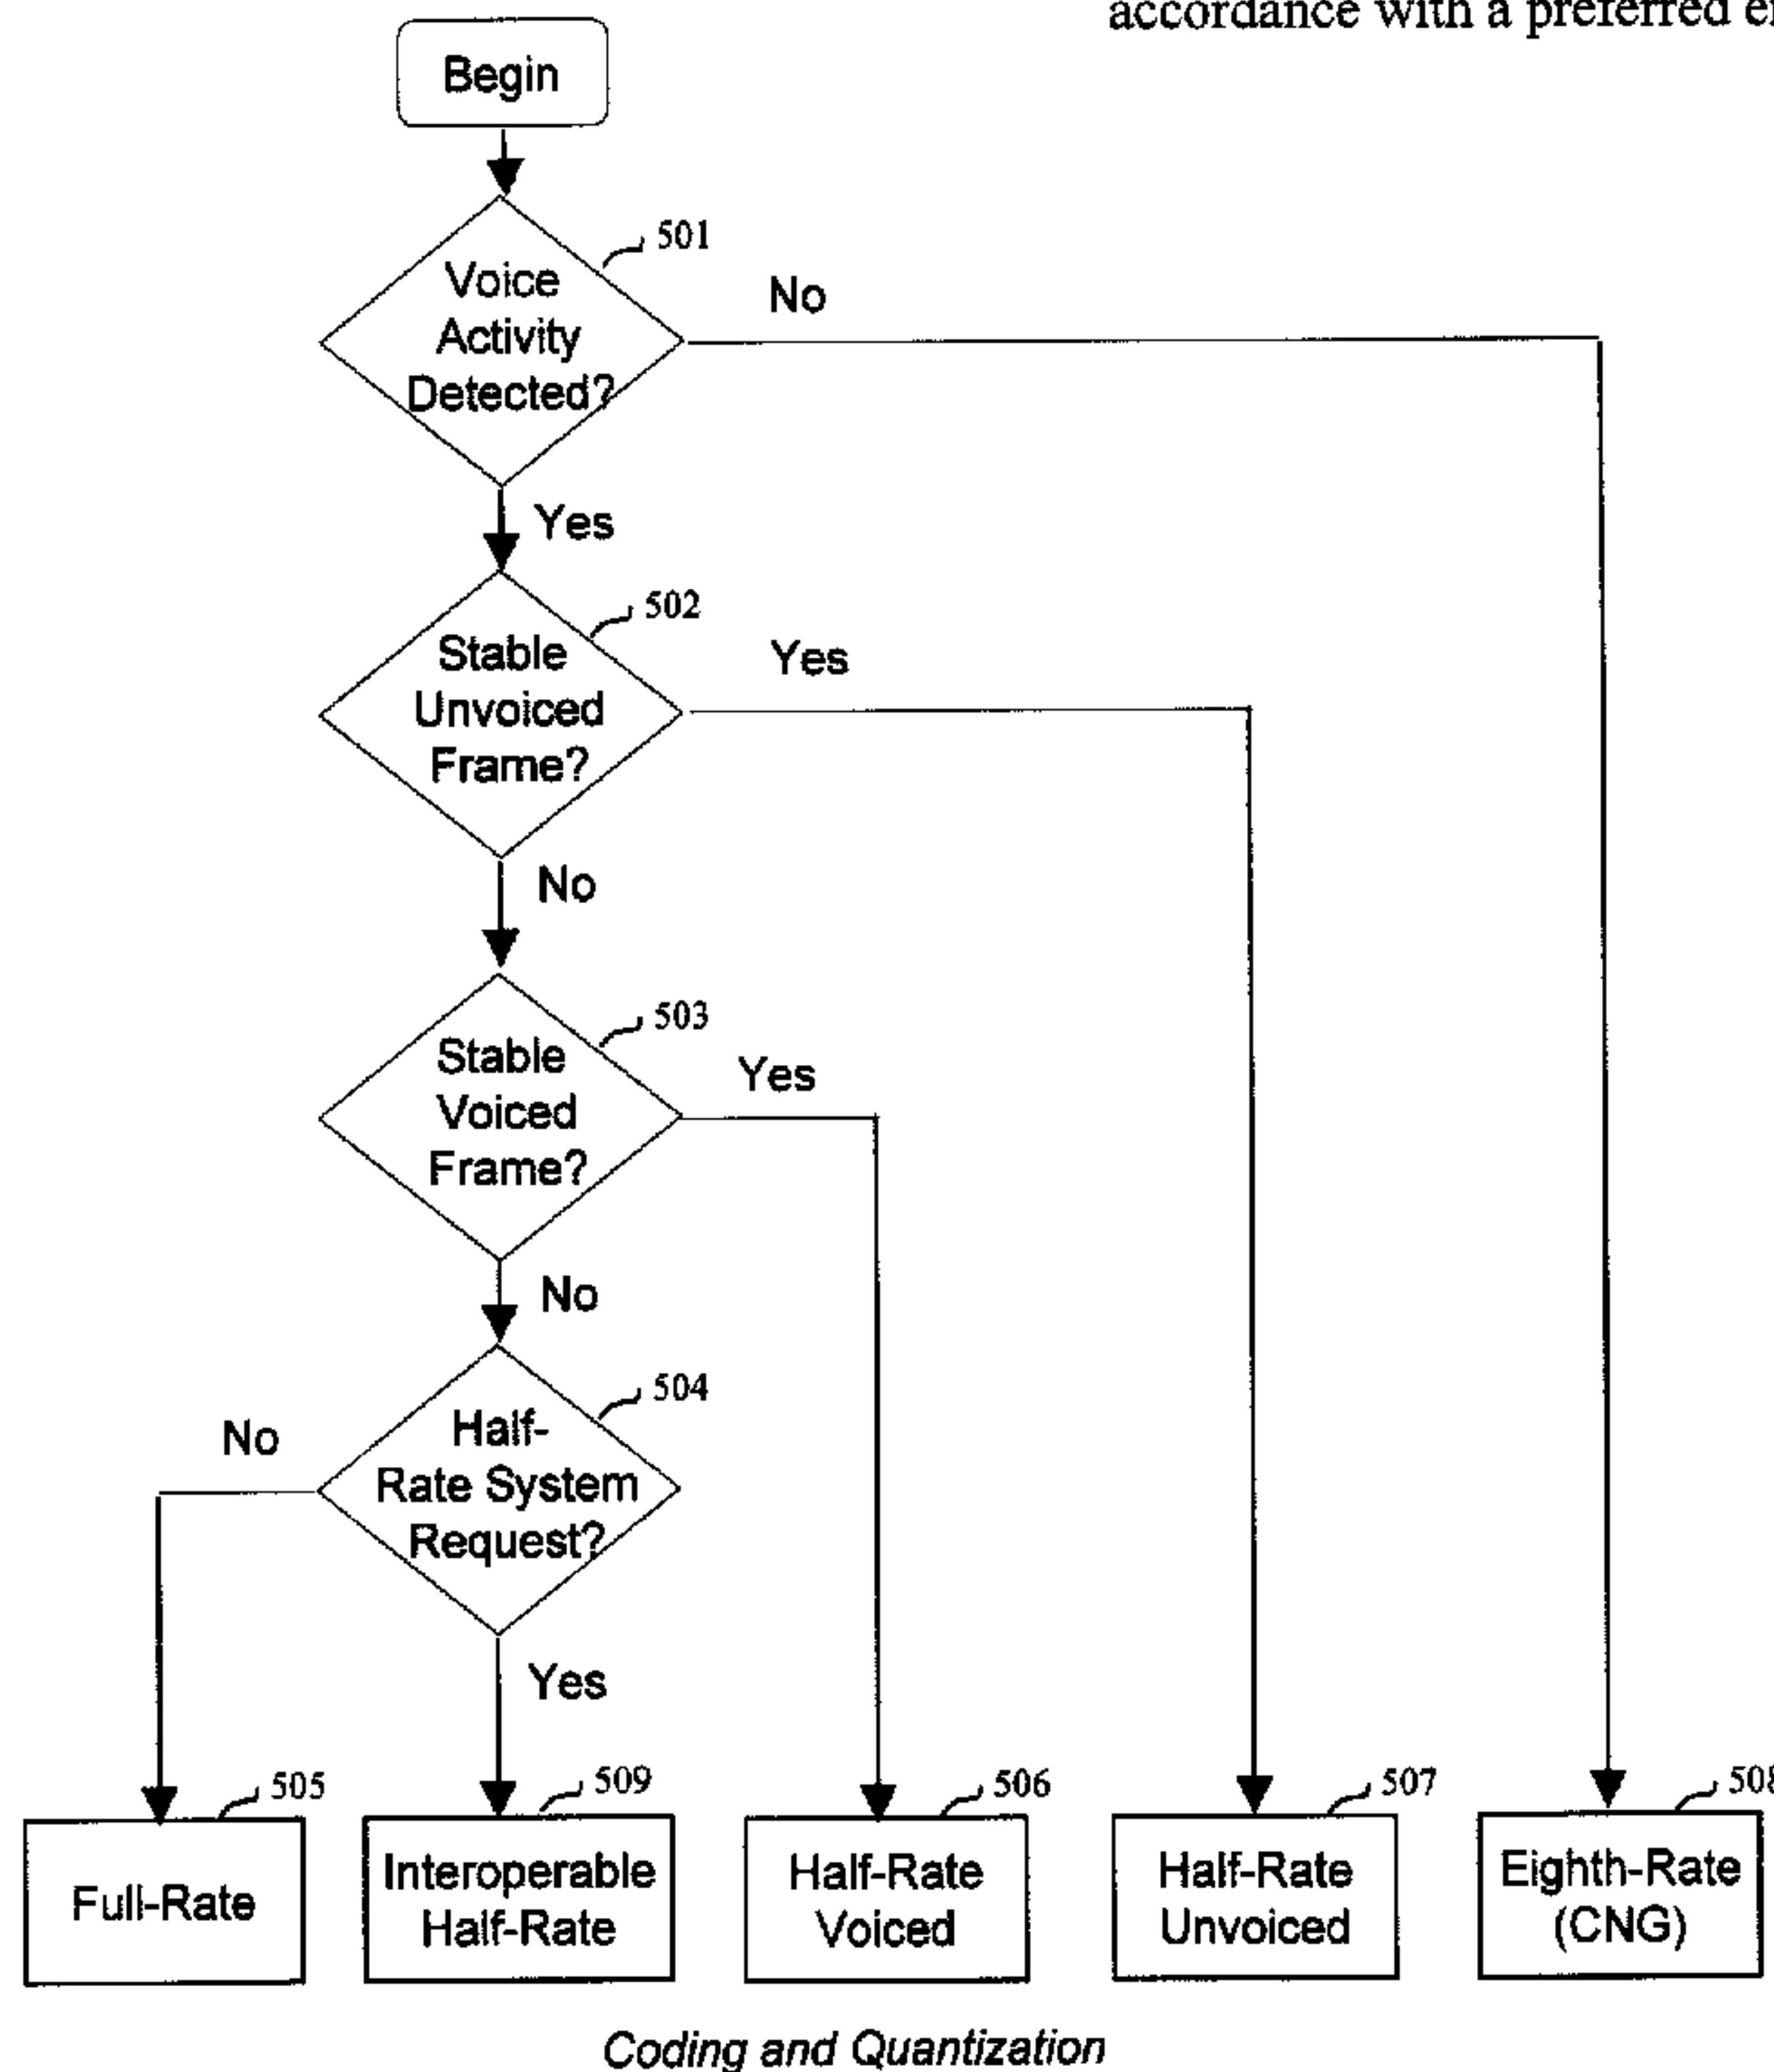 accordance with a preferred
Begin
501
Voice
Activity
Detected?
No
Yes
502
Stable
Unvoiced
Frame?
Yes
No
503
Stable
Voiced
Frame?
Yes
No
504
Half-
Rate System
Request?
No
Yes
505
509
506
507
508
Full-Rate
Interoperable
Half-Rate
Half-Rate
Voiced
Half-Rate
Unvoiced
Eighth-Rate
(CNG)
Coding and Quantization